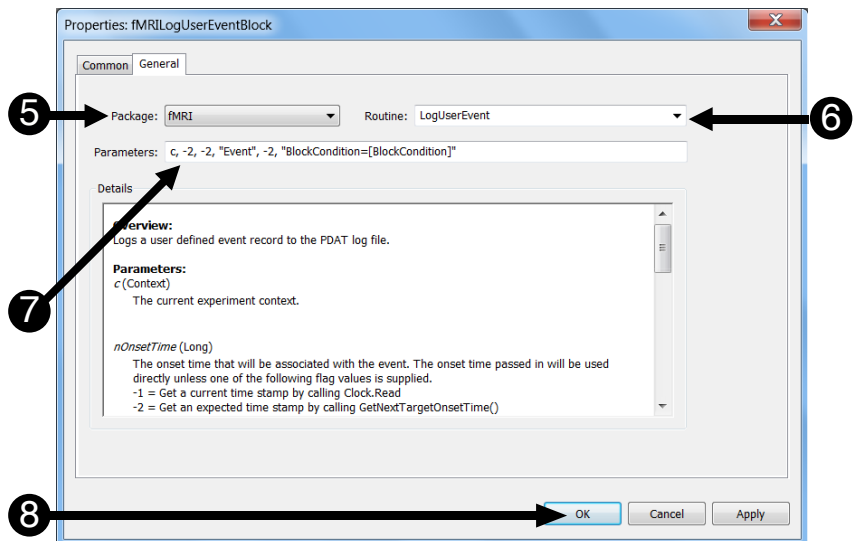 Properties: fMRILogUserEventBlock
Common General
5 Package: fMRI Routine: LogUserEvent 6
Parameters: c, -2, -2, "Event", -2, "BlockCondition=[BlockCondition]"
Details
Overview:
Logs a user defined event record to the PDAT log file.
Parameters:
c (Context)
The current experiment context.
7
nOnsetTime (Long)
The onset time that will be associated with the event. The onset time passed in will be used
directly unless one of the following flag values is supplied.
-1 = Get a current time stamp by calling Clock.Read
-2 = Get an expected time stamp by calling GetNextTargetOnsetTime()
8 OK Cancel Apply